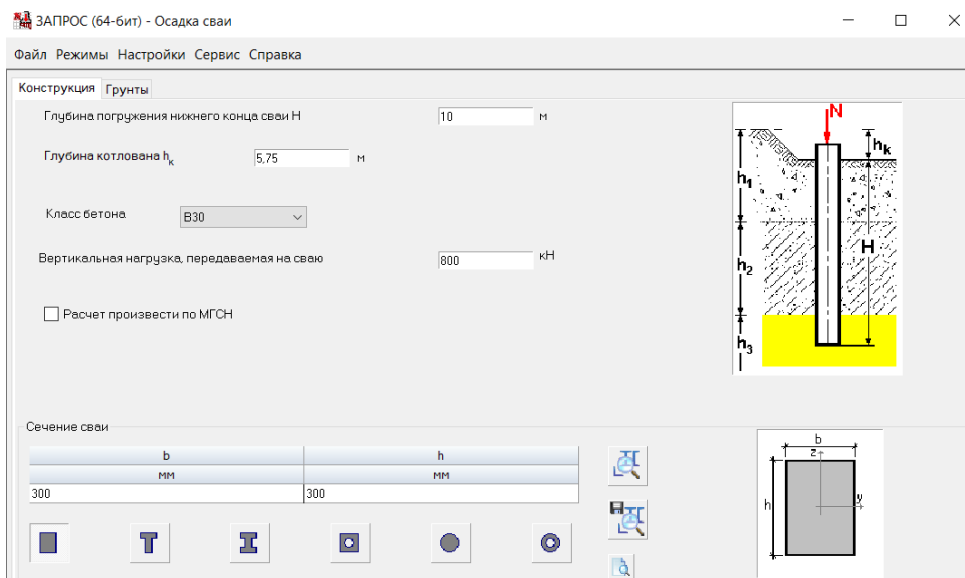 ЗАПРОС (64-бит) - Осадка сваи
Файл Режимы Настройки Сервис Справка
Конструкция Грунты
Глубина погружения нижнего конца сваи H 10 м
Глубина котлована hk 5,75 м
Класс бетона B30
Вертикальная нагрузка, передаваемая на сваю 800 кН
Расчет произвести по МГСН
N
hk
h1
H
h2
h3
Сечение сваи
b h
мм мм
300 300
b
z
y
h